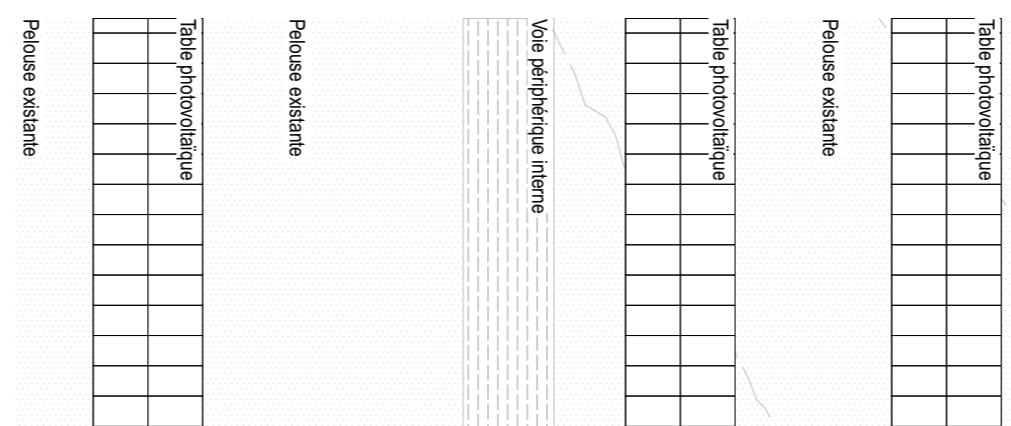 Pelouse existante
Table photovoltaïque
Pelouse existante
Voie périphérique interne
Table photovoltaïque
Pelouse existante
Table photovoltaïque